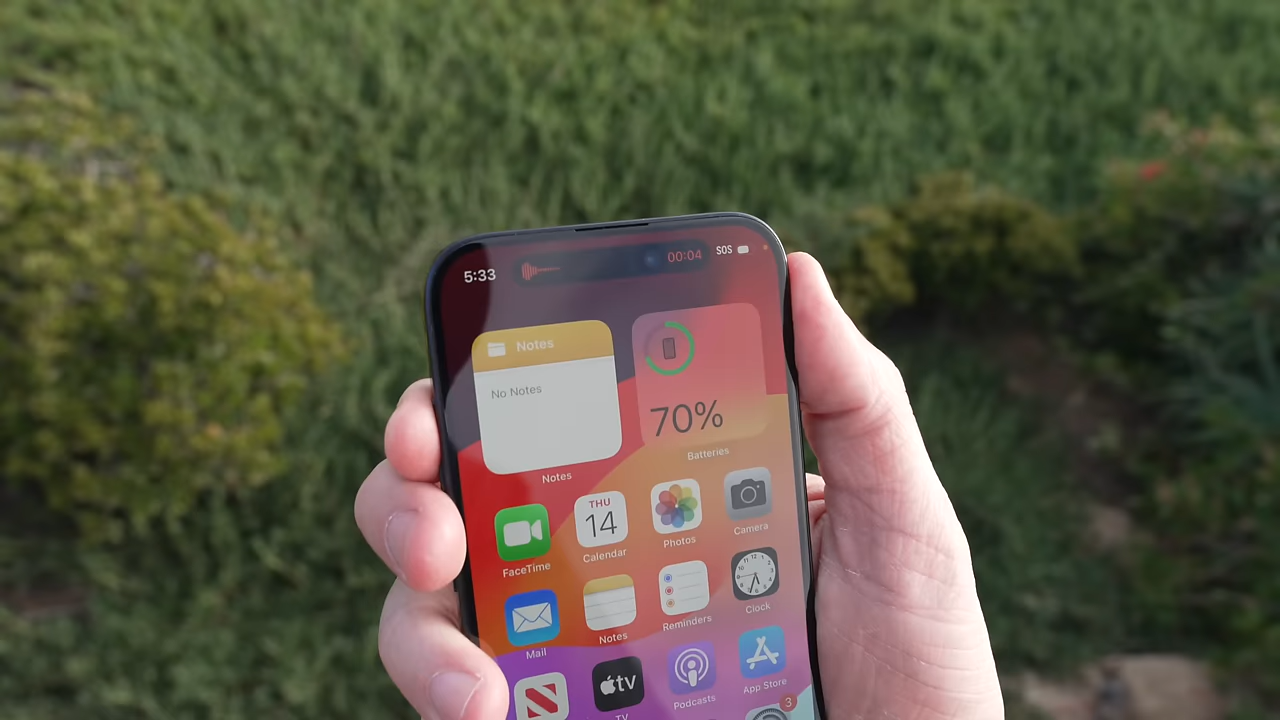 5:33
00:04
SOS
Notes
No Notes
70%
Notes
Batteries
THU
14
FaceTime
Calendar
Photos
Camera
Mail
Notes
Reminders
Clock
tv
TV
Podcasts
App Store
3